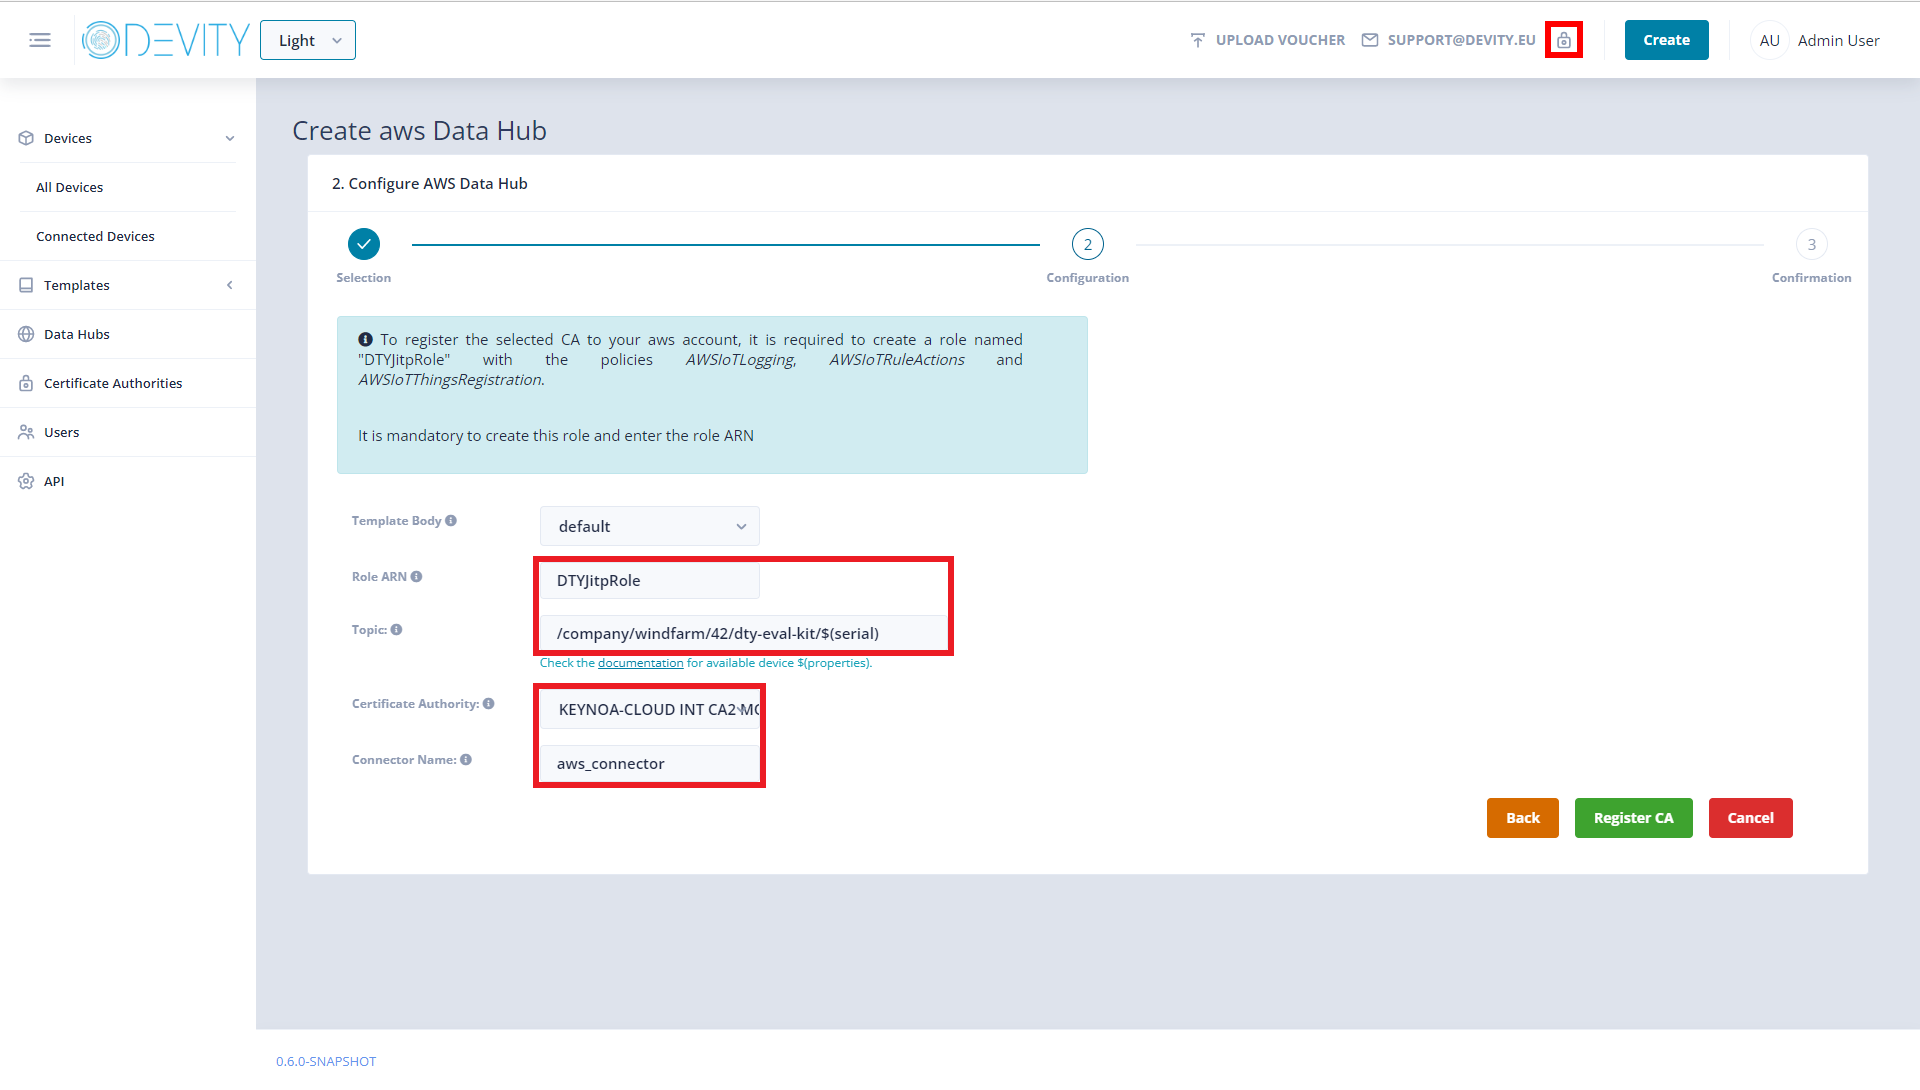 DEVITY
Light
UPLOAD VOUCHER
SUPPORT@DEVITY.EU
Create
AU
Admin User
Devices
All Devices
Connected Devices
Templates
Data Hubs
Certificate Authorities
Users
API
Create aws Data Hub
2. Configure AWS Data Hub
2
3
Selection
Configuration
Confirmation
To register the selected CA to your aws account, it is required to create a role named
"DTYJitpRole" with the policies AWSIoTLogging, AWSIoTRuleActions and
AWSIoTThingsRegistration.
It is mandatory to create this role and enter the role ARN
Template Body
default
Role ARN
DTYJitpRole
Topic:
/company/windfarm/42/dty-eval-kit/$(serial)
Check the documentation for available device $(properties).
Certificate Authority:
KEYNOA-CLOUD INT CA2
Connector Name:
aws_connector
Back
Register CA
Cancel
0.6.0-SNAPSHOT